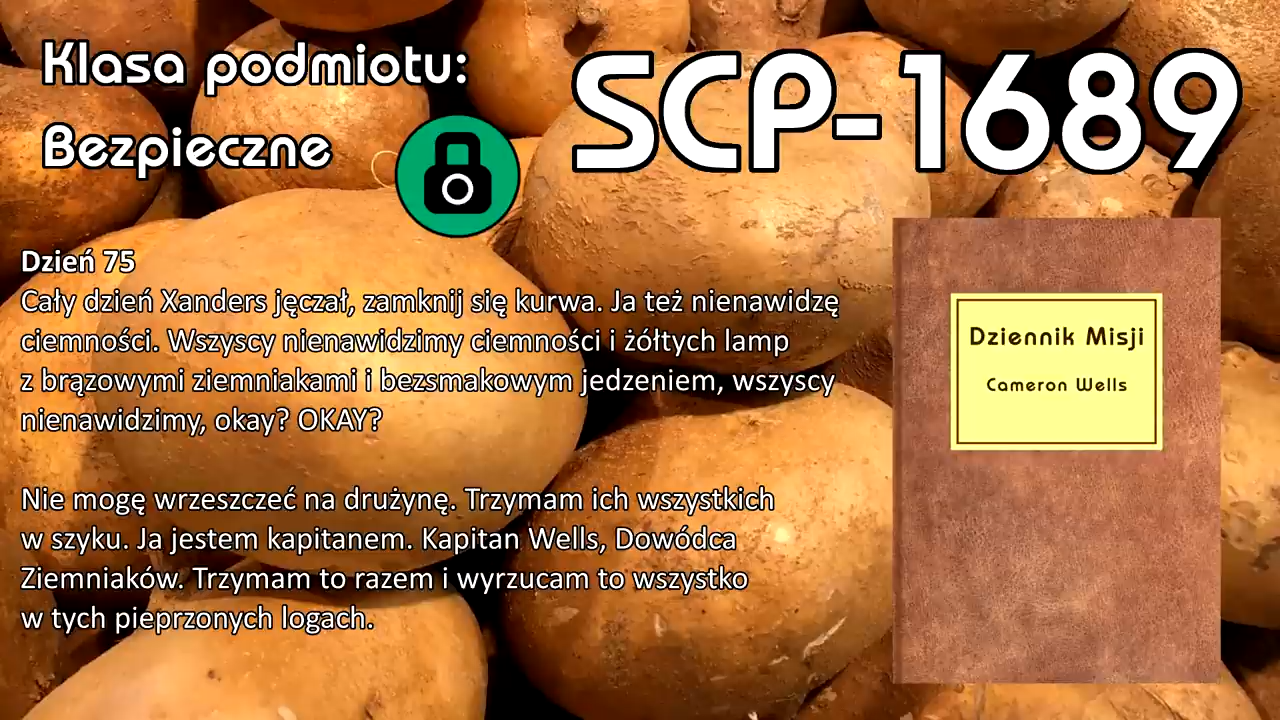 Klasa podmiotu:
Bezpieczne
SCP-1689
Dzień 75
Cały dzień Xanders jęczał, zamknij się kurwa. Ja też nienawidzę
ciemności. Wszyscy nienawidzimy ciemności i żółtych lamp
z brązowymi ziemniakami i bezsmakowym jedzeniem, wszyscy
nienawidzimy, okay? OKAY?
Nie mogę wrzeszczeć na drużynę. Trzymam ich wszystkich
w szyku. Ja jestem kapitanem. Kapitan Wells, Dowódca
Ziemniaków. Trzymam to razem i wyrzucam to wszystko
w tych pieprzonych logach.
Dziennik Misji
Cameron Wells